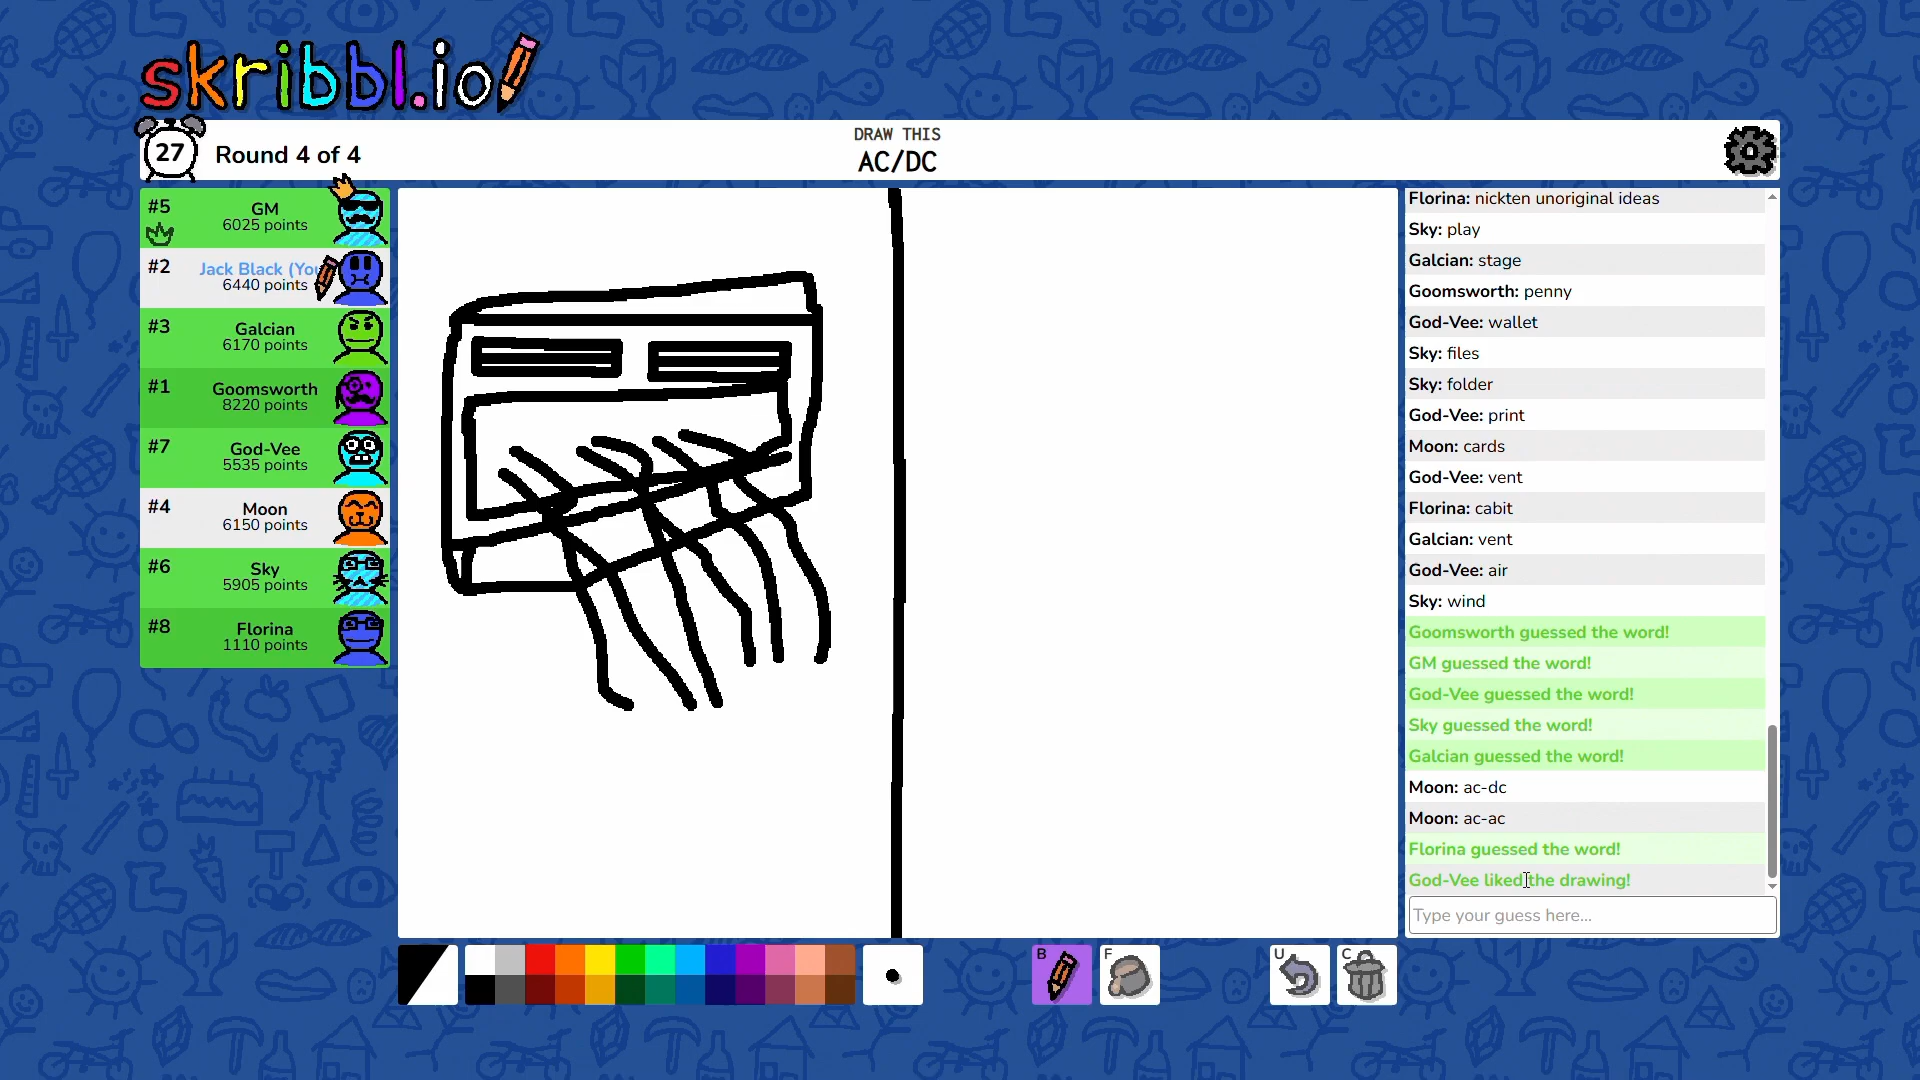 skribbl.io
27
Round 4 of 4
DRAW THIS
AC/DC
#5
GM
6025 points
#2
Jack Black (You
6440 points
#3
Galcian
6170 points
#1
Goomsworth
8220 points
#7
God-Vee
5535 points
#4
Moon
6150 points
#6
Sky
5905 points
#8
Florina
1110 points
Florina: nickten unoriginal ideas
Sky: play
Galcian: stage
Goomsworth: penny
God-Vee: wallet
Sky: files
Sky: folder
God-Vee: print
Moon: cards
God-Vee: vent
Florina: cabit
Galcian: vent
God-Vee: air
Sky: wind
Goomsworth guessed the word!
GM guessed the word!
God-Vee guessed the word!
Sky guessed the word!
Galcian guessed the word!
Moon: ac-dc
Moon: ac-ac
Florina guessed the word!
God-Vee liked the drawing!
Type your guess here...
B
F
U
C